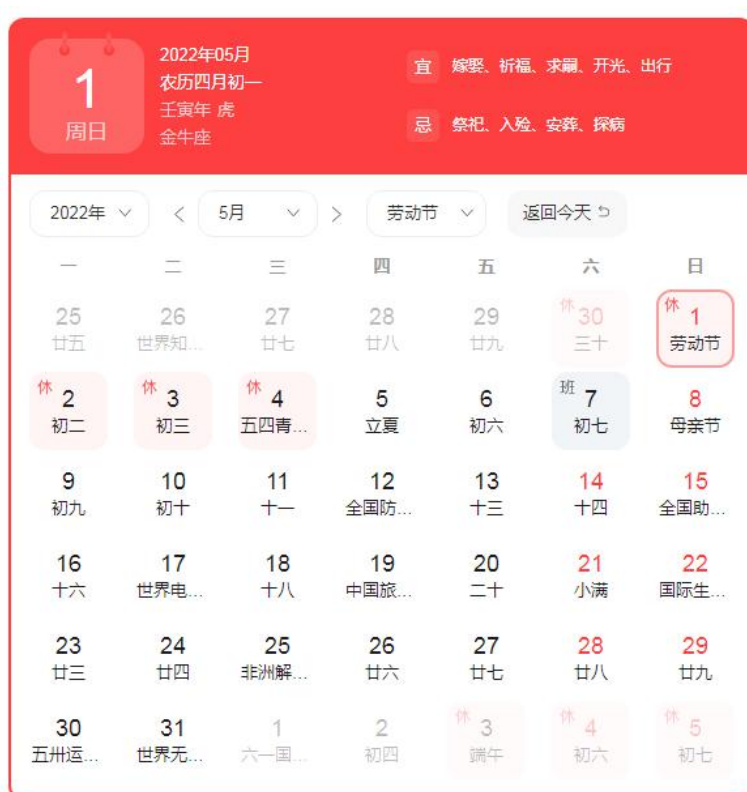 1
周日
2022年05月
农历四月初一
壬寅年 虎
金牛座
宜 嫁娶、祈福、求嗣、开光、出行
忌 祭祀、入殓、安葬、探病
2022年 < 5月 > 劳动节 返回今天
一 二 三 四 五 六 日
25 26 27 28 29 休 30 休 1
廿五 世界知... 廿七 廿八 廿九 三十 劳动节
休 2 休 3 休 4 5 6 班 7 8
初二 初三 五四青... 立夏 初六 初七 母亲节
9 10 11 12 13 14 15
初九 初十 十一 全国防... 十三 十四 全国助...
16 17 18 19 20 21 22
十六 世界电... 十八 中国旅... 二十 小满 国际生...
23 24 25 26 27 28 29
廿三 廿四 非洲解... 廿六 廿七 廿八 廿九
30 31 1 2 休 3 休 4 休 5
五卅运... 世界无... 六一国... 初四 端午 初六 初七